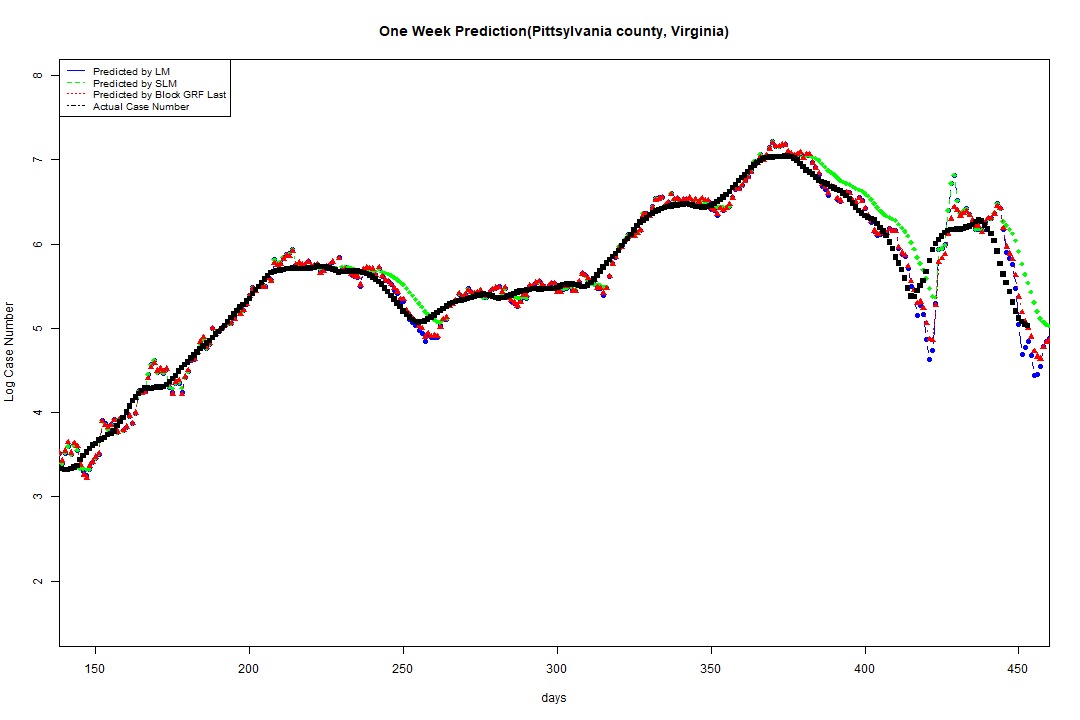 One Week Prediction(Pittsylvania county, Virginia)
Predicted by LM
Predicted by SLM
Predicted by Block GRF Last
Actual Case Number
8
7
6
5
4
3
2
Log Case Number
150 200 250 300 350 400 450
days